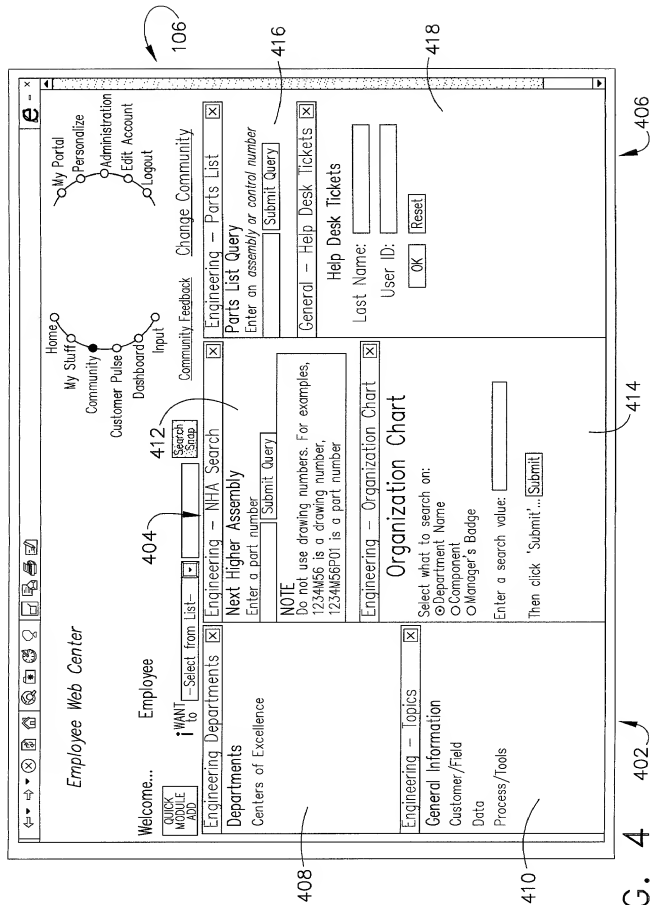 Employee Web Center
Home
My Stuff
Community
Customer Pulse
Dashboard
Input
My Portal
Personalize
Administration
Edit Account
Logout
Welcome... Employee
QUICK
MODULE
ADD
i WANT
to
—Select from List—
Search
Snap
Community Feedback
Change Community
Engineering Departments X
Departments
Centers of Excellence
Engineering — Topics X
General Information
Customer/Field
Data
Process/Tools
Engineering — NHA Search X
Next Higher Assembly
Enter a part number
Submit Query
NOTE
Do not use drawing numbers. For examples,
1234M56 is a drawing number,
1234M56P01 is a part number
Engineering — Organization Chart X
Organization Chart
Select what to search on:
Department Name
Component
Manager's Badge
Enter a search value:
Then click 'Submit'... Submit
Engineering — Parts List X
Parts List Query
Enter an assembly or control number
Submit Query
General — Help Desk Tickets X
Help Desk Tickets
Last Name:
User ID:
OK Reset
106
404
412
416
418
408
410
414
402
406
G. 4